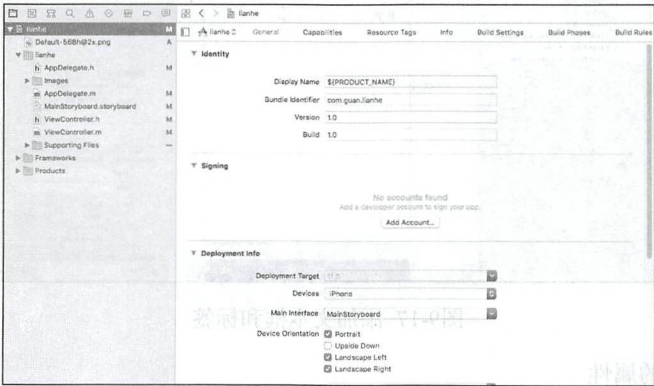 lianhe
lianhe M
Default-568h@2x.png A
lianhe
AppDelegate.h M
Images
AppDelegate.m M
MainStoryboard.storyboard M
ViewController.h M
ViewController.m M
Supporting Files
Frameworks
Products
lianhe
General
Capabilities
Resource Tags
Info
Build Settings
Build Phases
Build Rules
Identity
Display Name ${PRODUCT_NAME}
Bundle Identifier com.guan.lianhe
Version 1.0
Build 1.0
Signing
No accounts found
Add a developer account to sign your app.
Add Account...
Deployment Info
Deployment Target 11.0
Devices iPhone
Main Interface MainStoryboard
Device Orientation Portrait
Upside Down
Landscape Left
Landscape Right